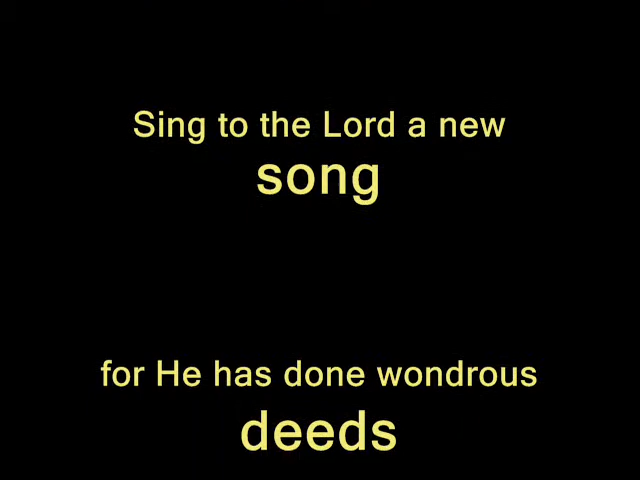 Sing to the Lord a new
song
for He has done wondrous
deeds